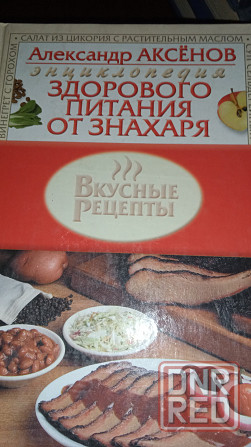 САЛАТ ИЗ ЦИКОРИЯ С РАСТИТЕЛЬНЫМ МАСЛОМ
ВИНЕГРЕТ С ГОРОХОМ
Александр АКСЁНОВ
энциклопедия
ЗДОРОВОГО
ПИТАНИЯ
ОТ ЗНАХАРЯ
ВКУСНЫЕ
РЕЦЕПТЫ
DNR
RED